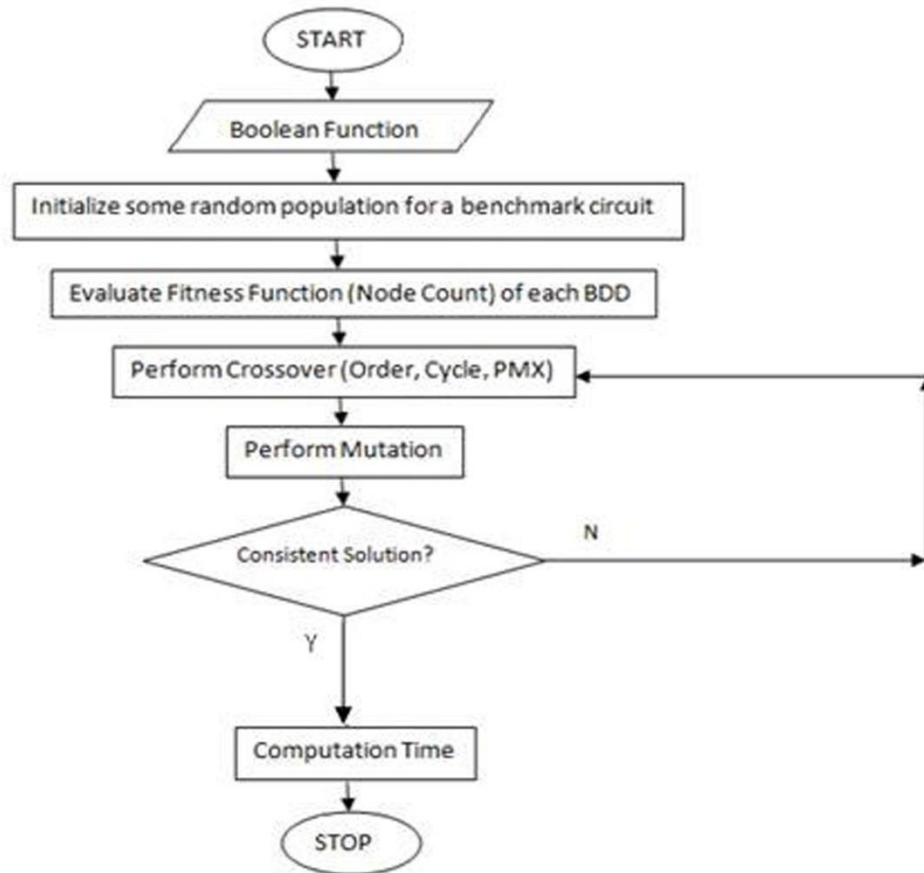 START
Boolean Function
Initialize some random population for a benchmark circuit
Evaluate Fitness Function (Node Count) of each BDD
Perform Crossover (Order, Cycle, PMX)
Perform Mutation
Consistent Solution?
N
Y
Computation Time
STOP